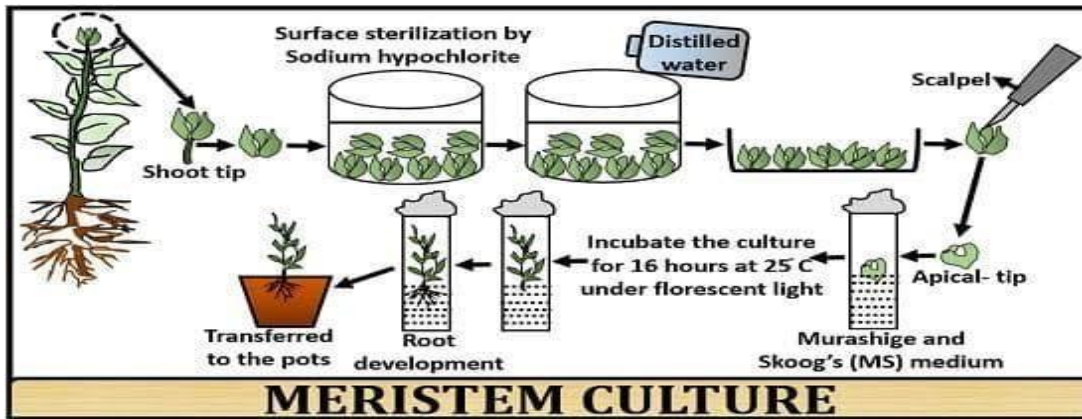 Surface sterilization by
Sodium hypochlorite
Distilled
water
Scalpel
Shoot tip
Apical- tip
Murashige and
Skoog's (MS) medium
Incubate the culture
for 16 hours at 25°C
under florescent light
Root
development
Transferred
to the pots
MERISTEM CULTURE